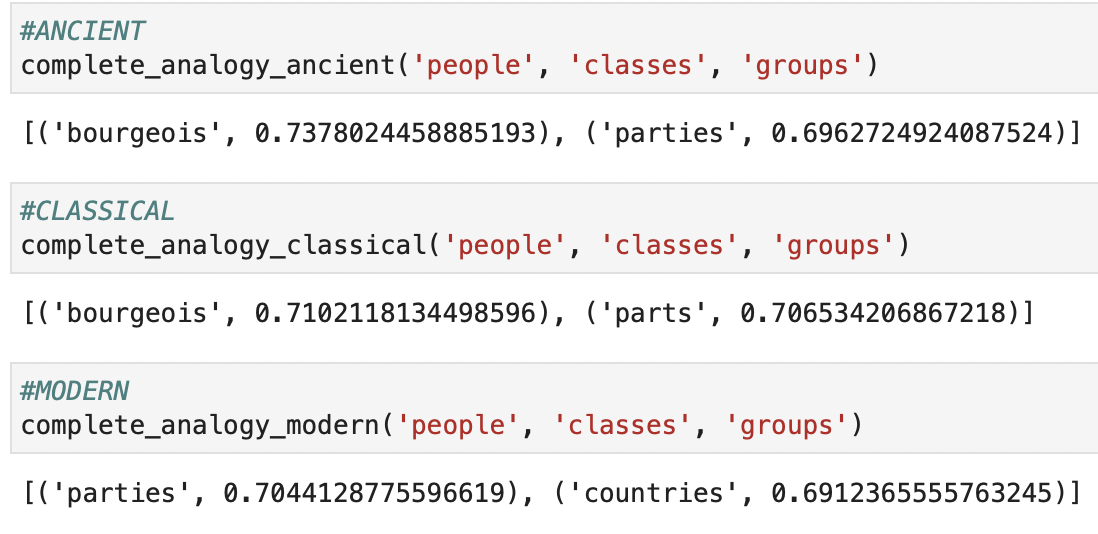 #ANCIENT
complete_analogy_ancient('people', 'classes', 'groups')
[('bourgeois', 0.7378024458885193), ('parties', 0.6962724924087524)]
#CLASSICAL
complete_analogy_classical('people', 'classes', 'groups')
[('bourgeois', 0.7102118134498596), ('parts', 0.706534206867218)]
#MODERN
complete_analogy_modern('people', 'classes', 'groups')
[('parties', 0.7044128775596619), ('countries', 0.6912365555763245)]